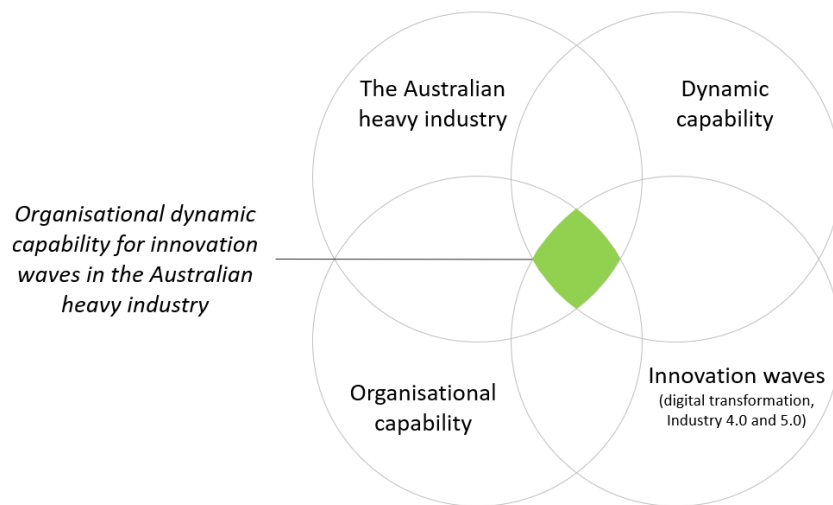 The Australian
heavy industry
Dynamic
capability
Organisational dynamic
capability for innovation
waves in the Australian
heavy industry
Organisational
capability
Innovation waves
(digital transformation,
Industry 4.0 and 5.0)